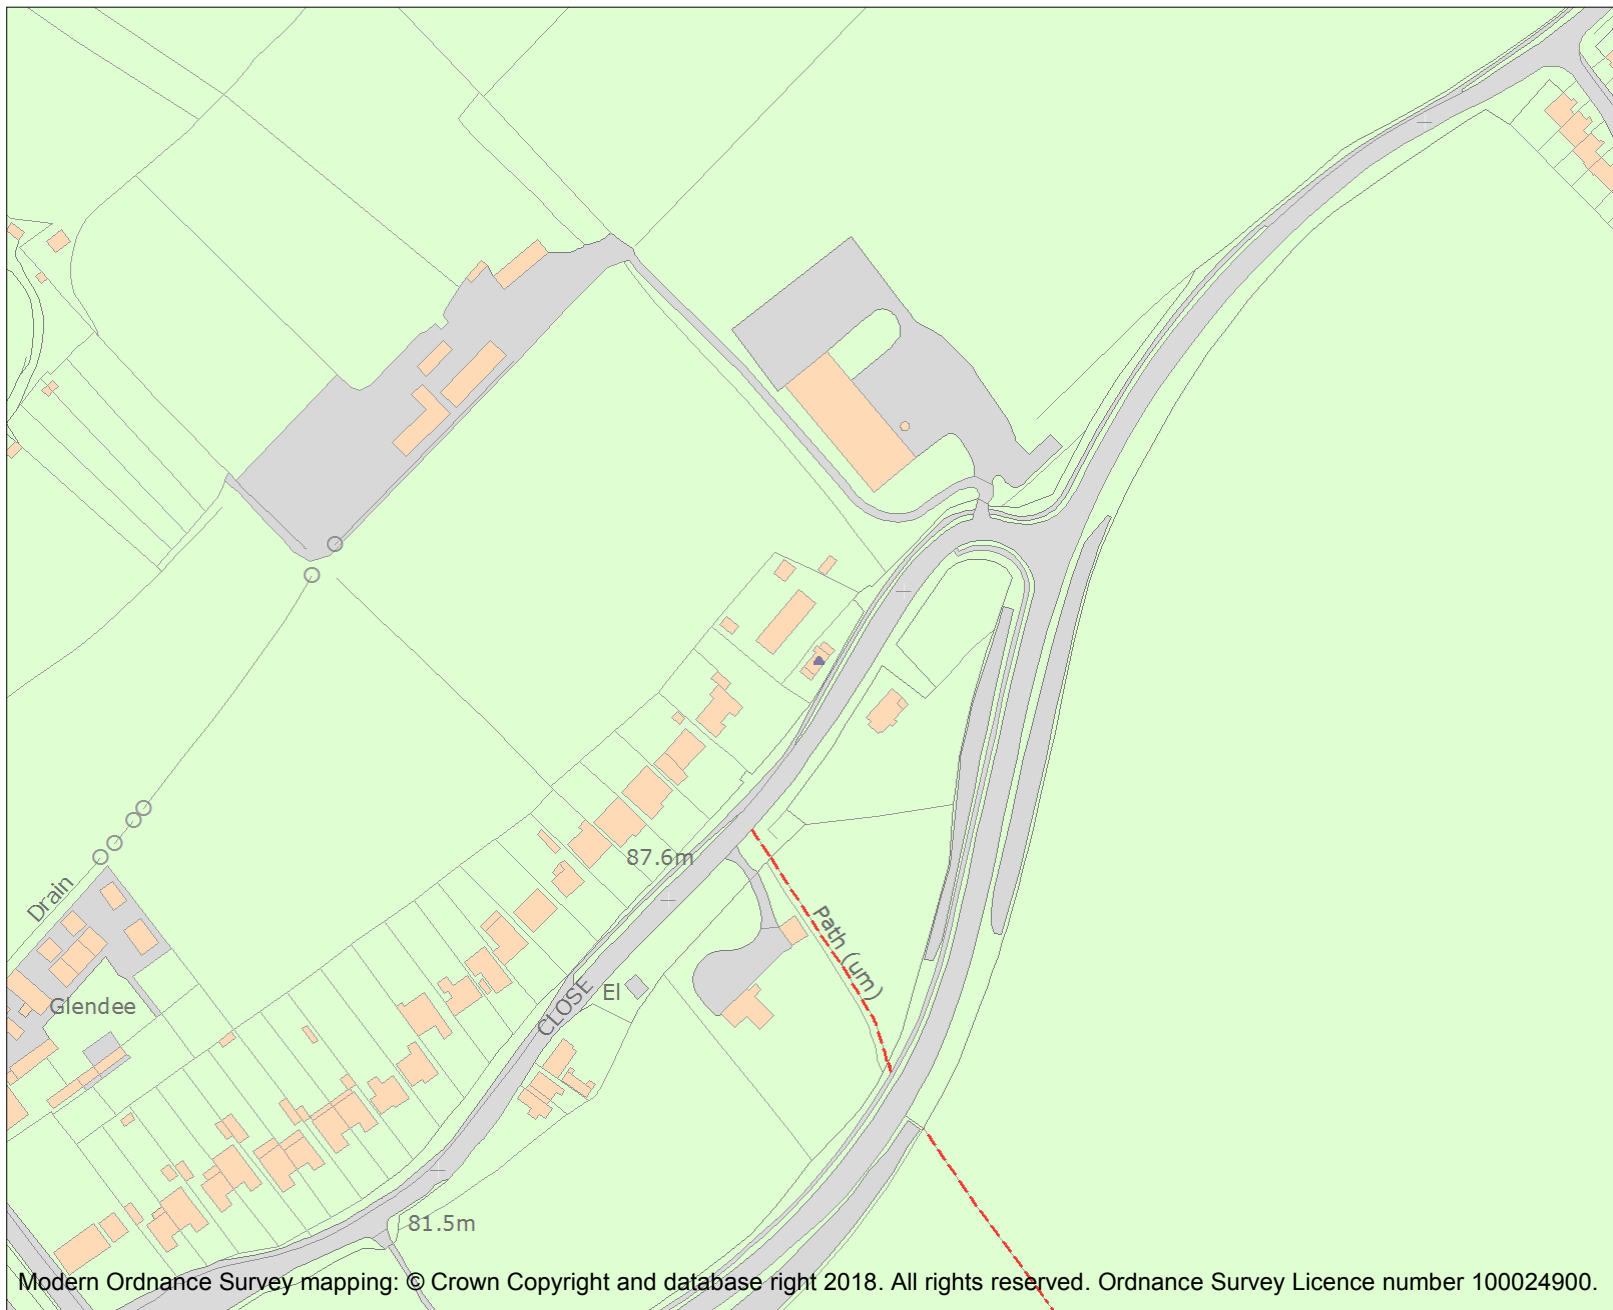 87.6m
Path (um)
Drain
El
CLOSE
Glendee
81.5m
Modern Ordnance Survey mapping: © Crown Copyright and database right 2018. All rights reserved. Ordnance Survey Licence number 100024900.